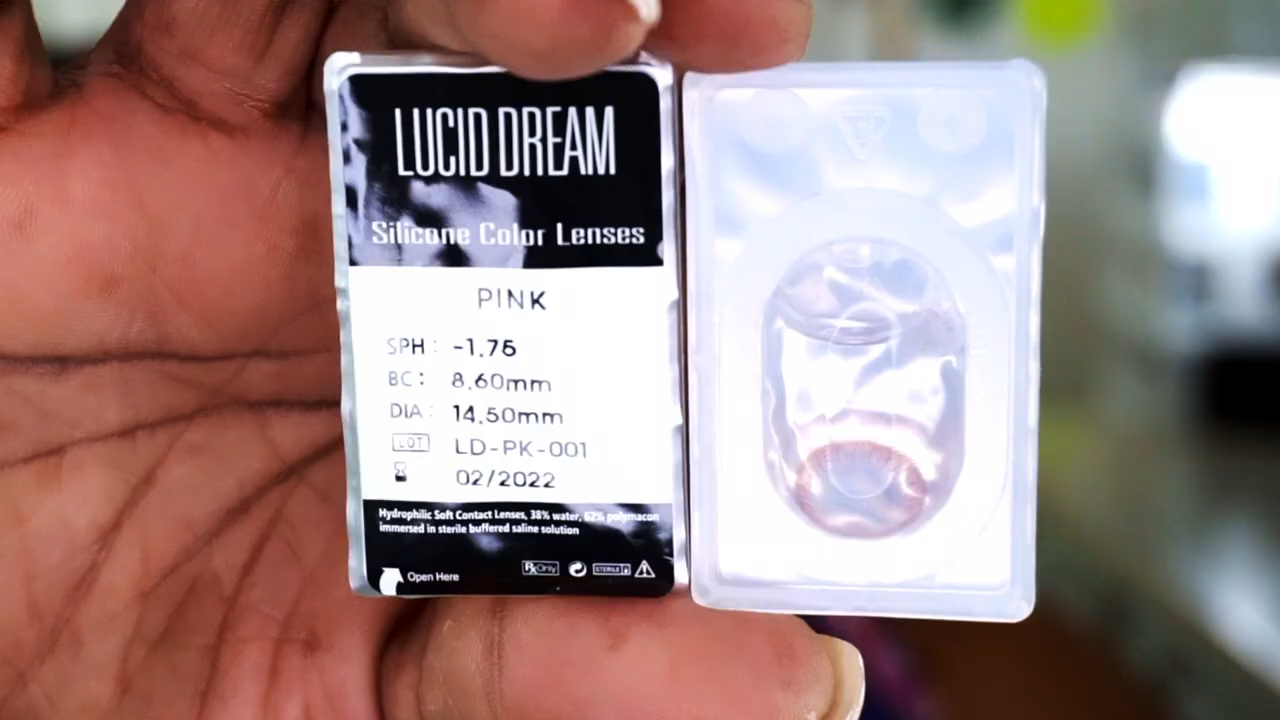 LUCID DREAM
Silicone Color Lenses
PINK
SPH : -1.75
BC : 8.60mm
DIA : 14.50mm
LOT LD-PK-001
02/2022
Hydrophilic Soft Contact Lenses, 38% water, 62% polymacon
immersed in sterile buffered saline solution
Open Here
Rx Only
STERILE